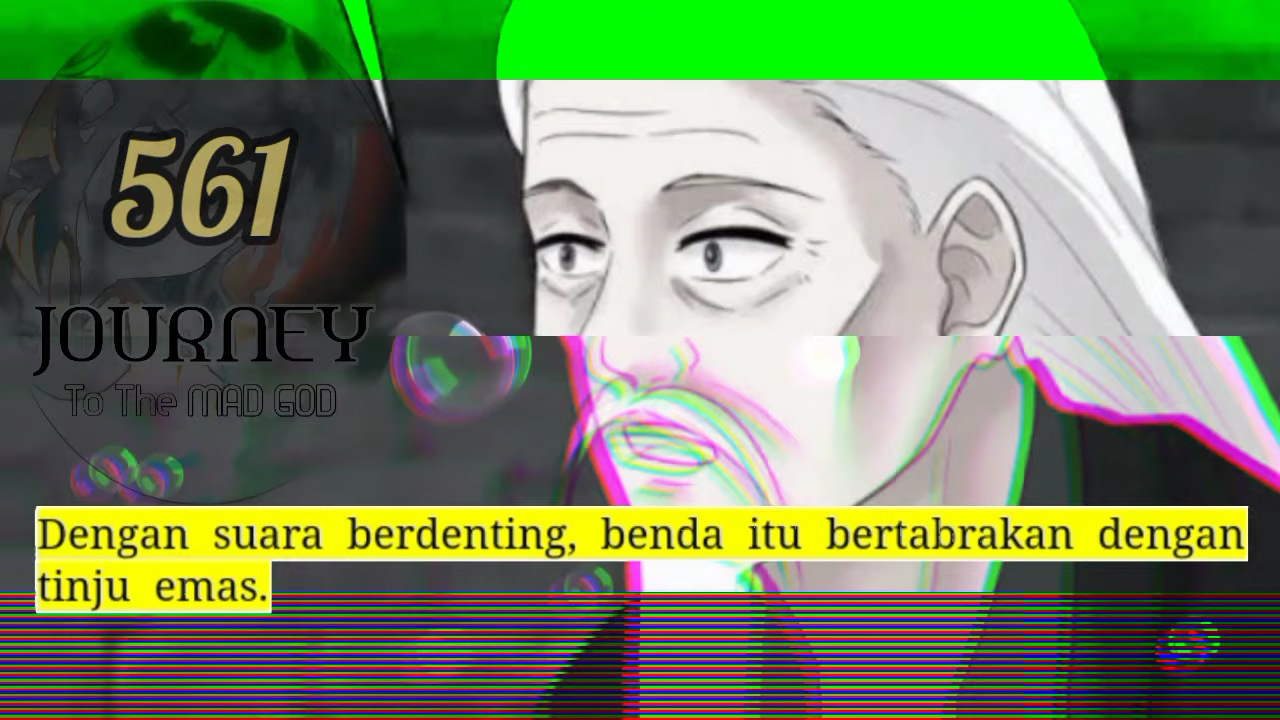 561
JOURNEY
To The MAD GOD
Dengan suara berdenting, benda itu bertabrakan dengan
tinju emas.